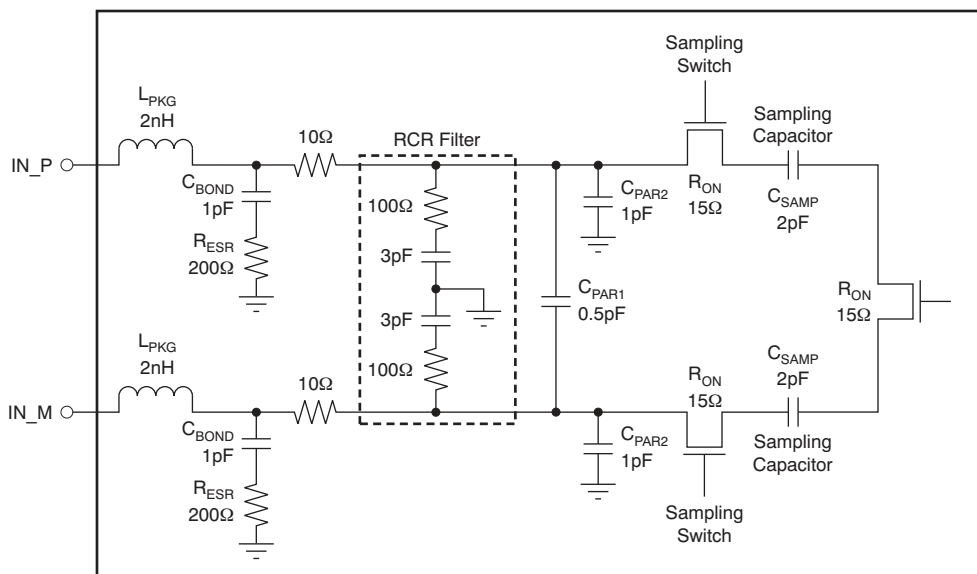 Sampling
Switch
L_PKG
2nH
10Ω
RCR Filter
Sampling
Capacitor
IN_P
C_BOND
1pF
100Ω
C_PAR2
1pF
R_ON
15Ω
C_SAMP
2pF
R_ESR
200Ω
3pF
C_PAR1
0.5pF
R_ON
15Ω
3pF
L_PKG
2nH
10Ω
100Ω
R_ON
15Ω
C_SAMP
2pF
IN_M
C_BOND
1pF
C_PAR2
1pF
Sampling
Capacitor
R_ESR
200Ω
Sampling
Switch